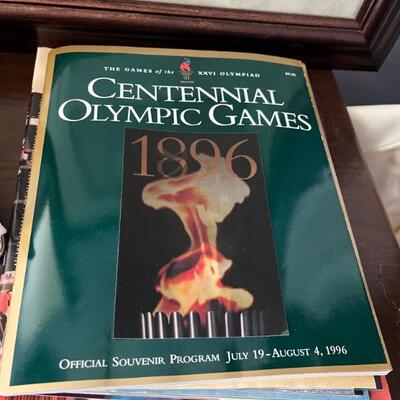 THE GAMES of the XXVI OLYMPIAD
CENTENNIAL
OLYMPIC GAMES
1896
OFFICIAL SOUVENIR PROGRAM JULY 19-AUGUST 4, 1996